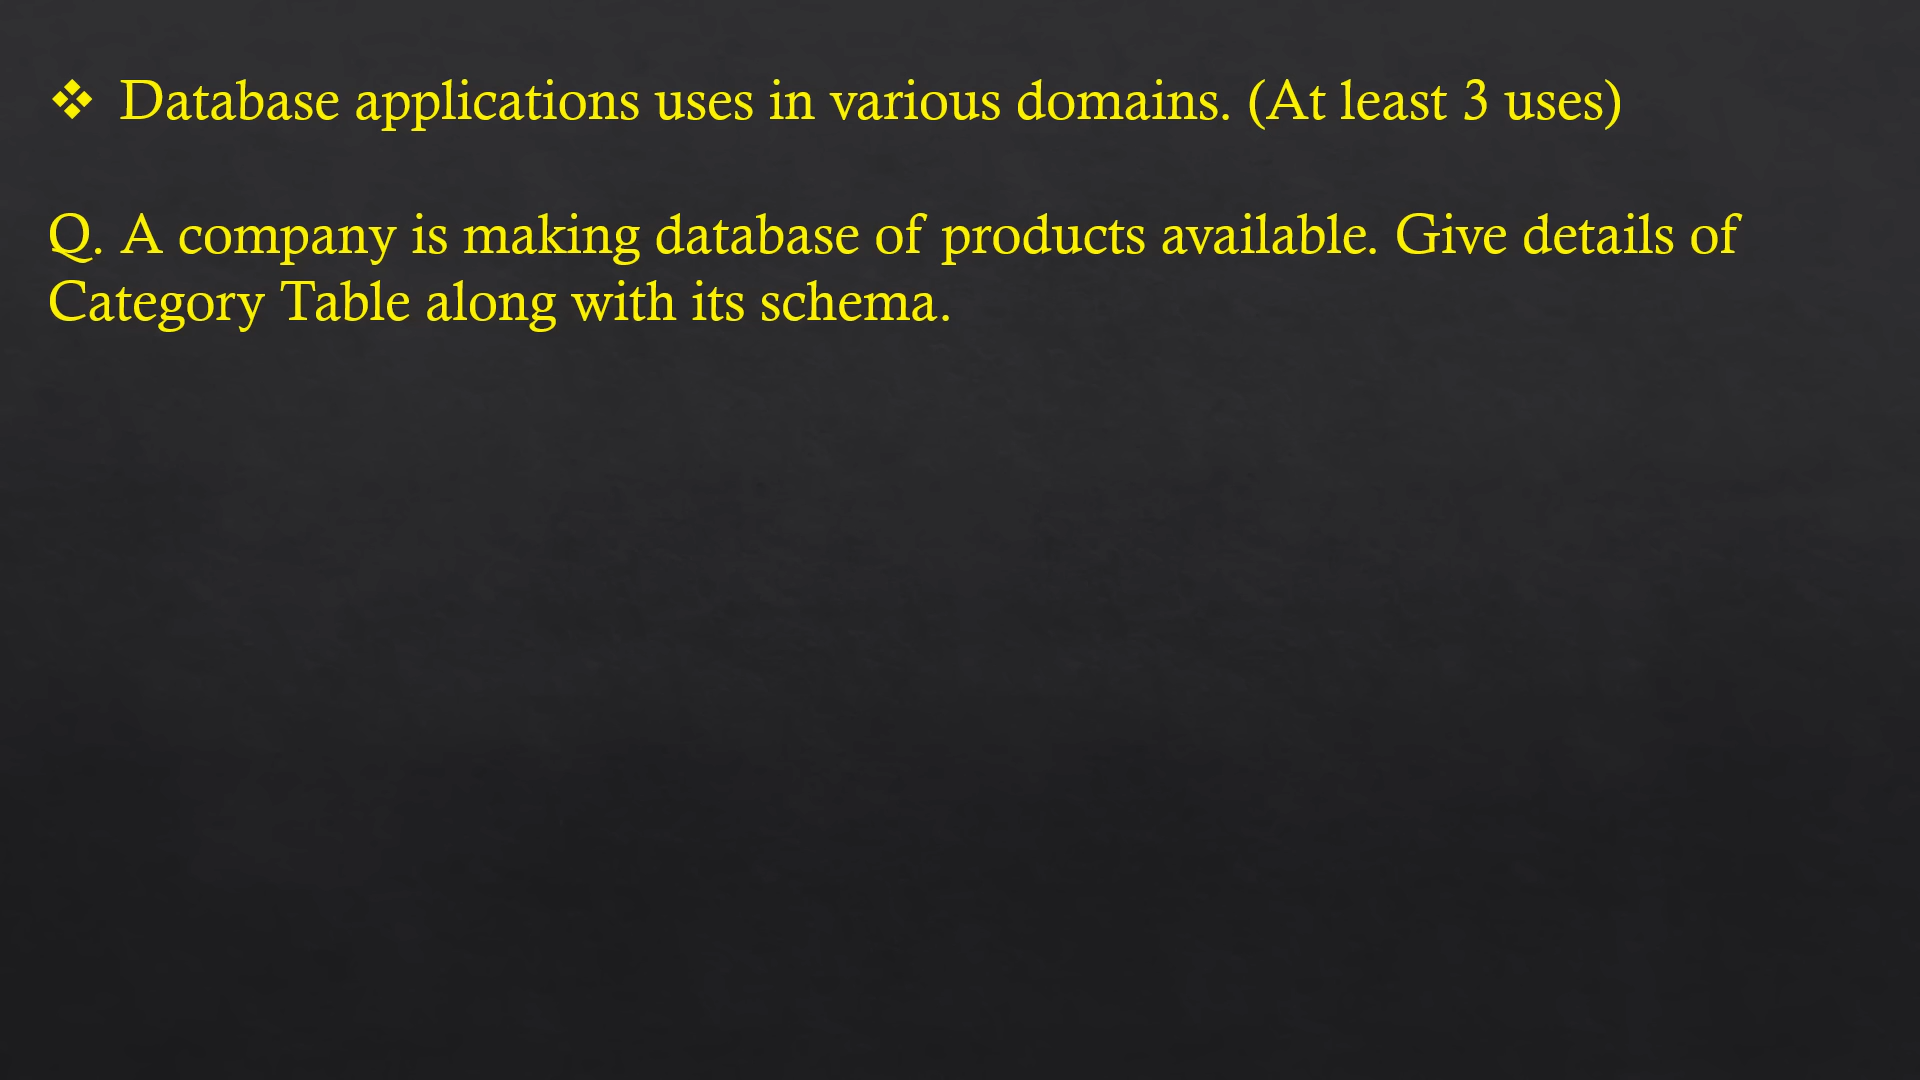 ❖ Database applications uses in various domains. (At least 3 uses)
Q. A company is making database of products available. Give details of
Category Table along with its schema.